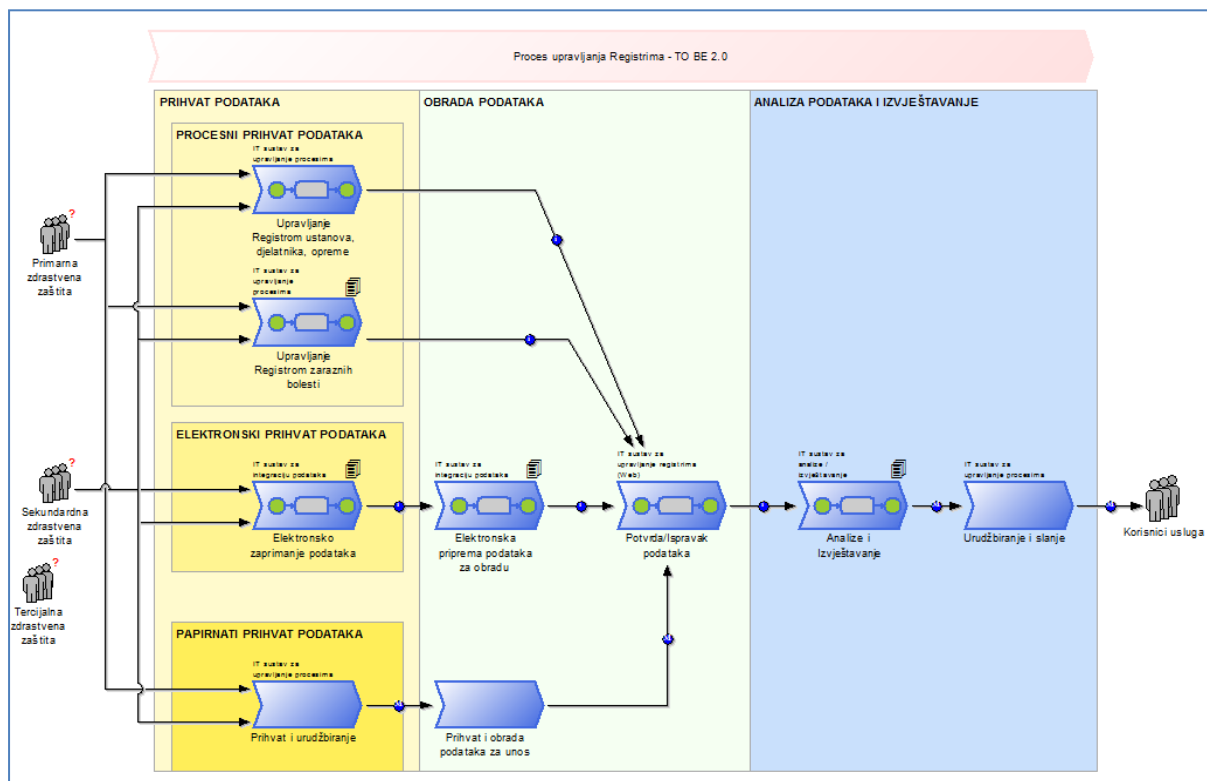 Proces upravljanja Registrima - TO BE 2.0
PRIHVAT PODATAKA
OBRADA PODATAKA
ANALIZA PODATAKA I IZVJEŠTAVANJE
PROCESNI PRIHVAT PODATAKA
IT sustav za
upravljanje procesima
Upravljanje
Registrom ustanova,
djelatnika, opreme
?
Primarna
zdrastvena
zaštita
IT sustav za
upravljanje
procesima
Upravljanje
Registrom zaraznih
bolesti
ELEKTRONSKI PRIHVAT PODATAKA
?
Sekundardna
zdrastvena
zaštita
IT sustav za
integraciju podataka
Elektronsko
zaprimanje podataka
IT sustav za
integraciju podataka
Elektronska
priprema podataka
za obradu
IT sustav za
upravljanje registrima
(Web)
Potvrda/Ispravak
podataka
IT sustav za
analize /
izvještavanje
Analize i
Izvještavanje
IT sustav za
upravljanje procesima
Urudžbiranje i slanje
Korisnici usluga
?
Tercijalna
zdrastvena
zaštita
PAPIRNATI PRIHVAT PODATAKA
IT sustav za
upravljanje procesima
Prihvat i urudžbiranje
Prihvat i obrada
podataka za unos